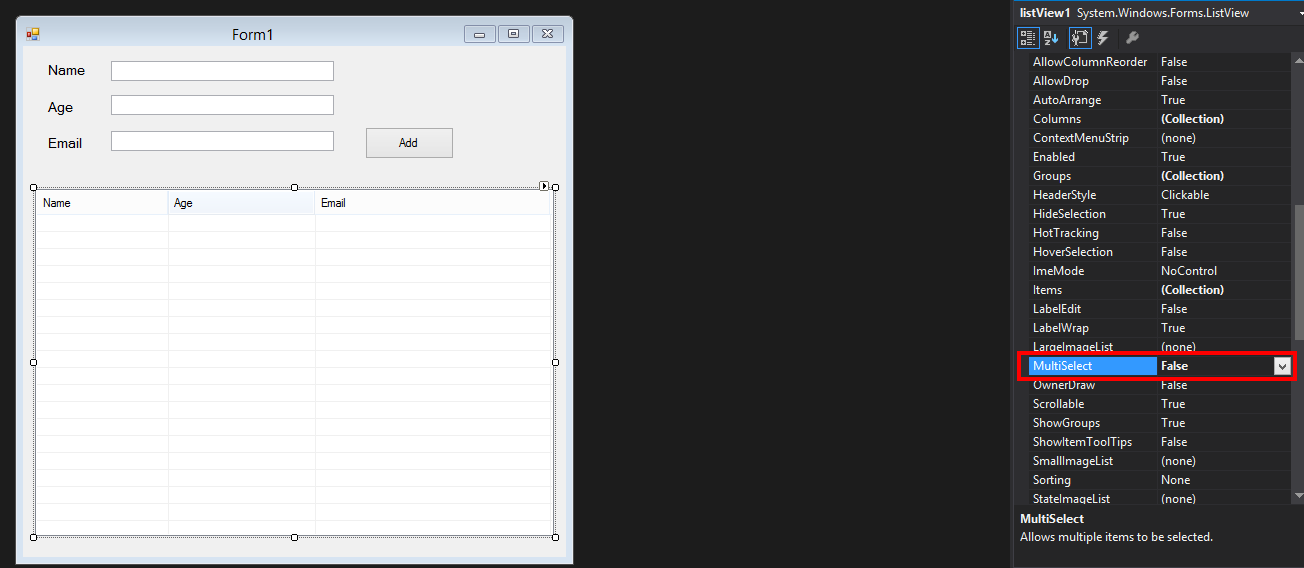 Form1
Name
Age
Email
Add
Name Age Email
listView1 System.Windows.Forms.ListView
AllowColumnReorder False
AllowDrop False
AutoArrange True
Columns (Collection)
ContextMenuStrip (none)
Enabled True
Groups (Collection)
HeaderStyle Clickable
HideSelection True
HotTracking False
HoverSelection False
ImeMode NoControl
Items (Collection)
LabelEdit False
LabelWrap True
LargeImageList (none)
MultiSelect False
OwnerDraw False
Scrollable True
ShowGroups True
ShowItemToolTips False
SmallImageList (none)
Sorting None
StateImageList (none)
MultiSelect
Allows multiple items to be selected.